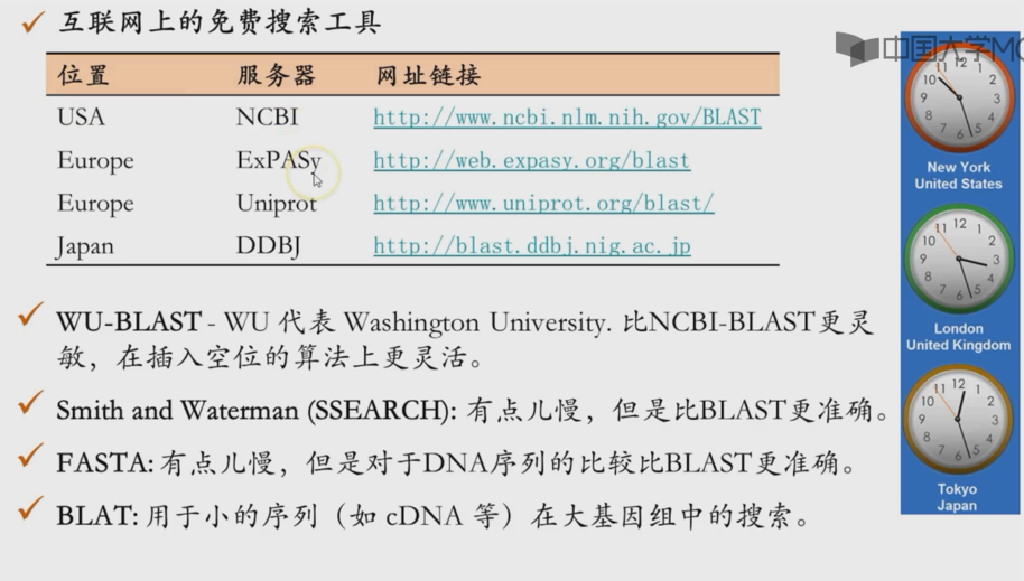 ✓ 互联网上的免费搜索工具
中国大学MO
位置 服务器 网址链接
USA NCBI http://www.ncbi.nlm.nih.gov/BLAST
Europe ExPASy http://web.expasy.org/blast
Europe Uniprot http://www.uniprot.org/blast/
Japan DDBJ http://blast.ddbj.nig.ac.jp
✓ WU-BLAST - WU 代表 Washington University. 比NCBI-BLAST更灵
敏，在插入空位的算法上更灵活。
✓ Smith and Waterman (SSEARCH): 有点儿慢，但是比BLAST更准确。
✓ FASTA: 有点儿慢，但是对于DNA序列的比较比BLAST更准确。
✓ BLAT: 用于小的序列（如 cDNA 等）在大基因组中的搜索。
12 1 2 3 4 5 6 7 8 9 10 11
New York
United States
12 1 2 3 4 5 6 7 8 9 10 11
London
United Kingdom
12 1 2 3 4 5 6 7 8 9 10 11
Tokyo
Japan